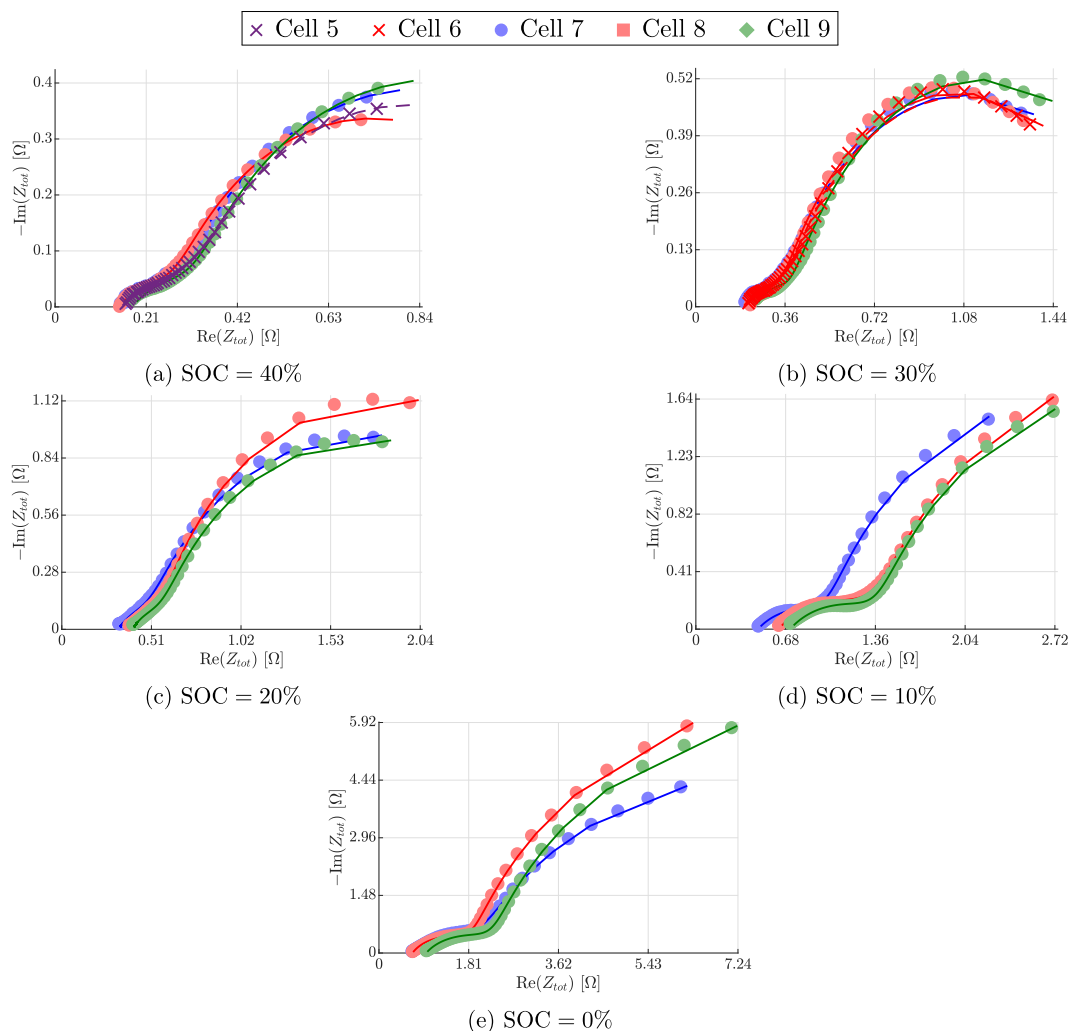 Cell 5 Cell 6 Cell 7 Cell 8 Cell 9
0.4
0.3
0.2
0.1
0
−Im(Z_tot) [Ω]
0 0.21 0.42 0.63 0.84
Re(Z_tot) [Ω]
(a) SOC = 40%
0.52
0.39
0.26
0.13
0
−Im(Z_tot) [Ω]
0 0.36 0.72 1.08 1.44
Re(Z_tot) [Ω]
(b) SOC = 30%
1.12
0.84
0.56
0.28
0
−Im(Z_tot) [Ω]
0 0.51 1.02 1.53 2.04
Re(Z_tot) [Ω]
(c) SOC = 20%
1.64
1.23
0.82
0.41
0
−Im(Z_tot) [Ω]
0 0.68 1.36 2.04 2.72
Re(Z_tot) [Ω]
(d) SOC = 10%
5.92
4.44
2.96
1.48
0
−Im(Z_tot) [Ω]
0 1.81 3.62 5.43 7.24
Re(Z_tot) [Ω]
(e) SOC = 0%